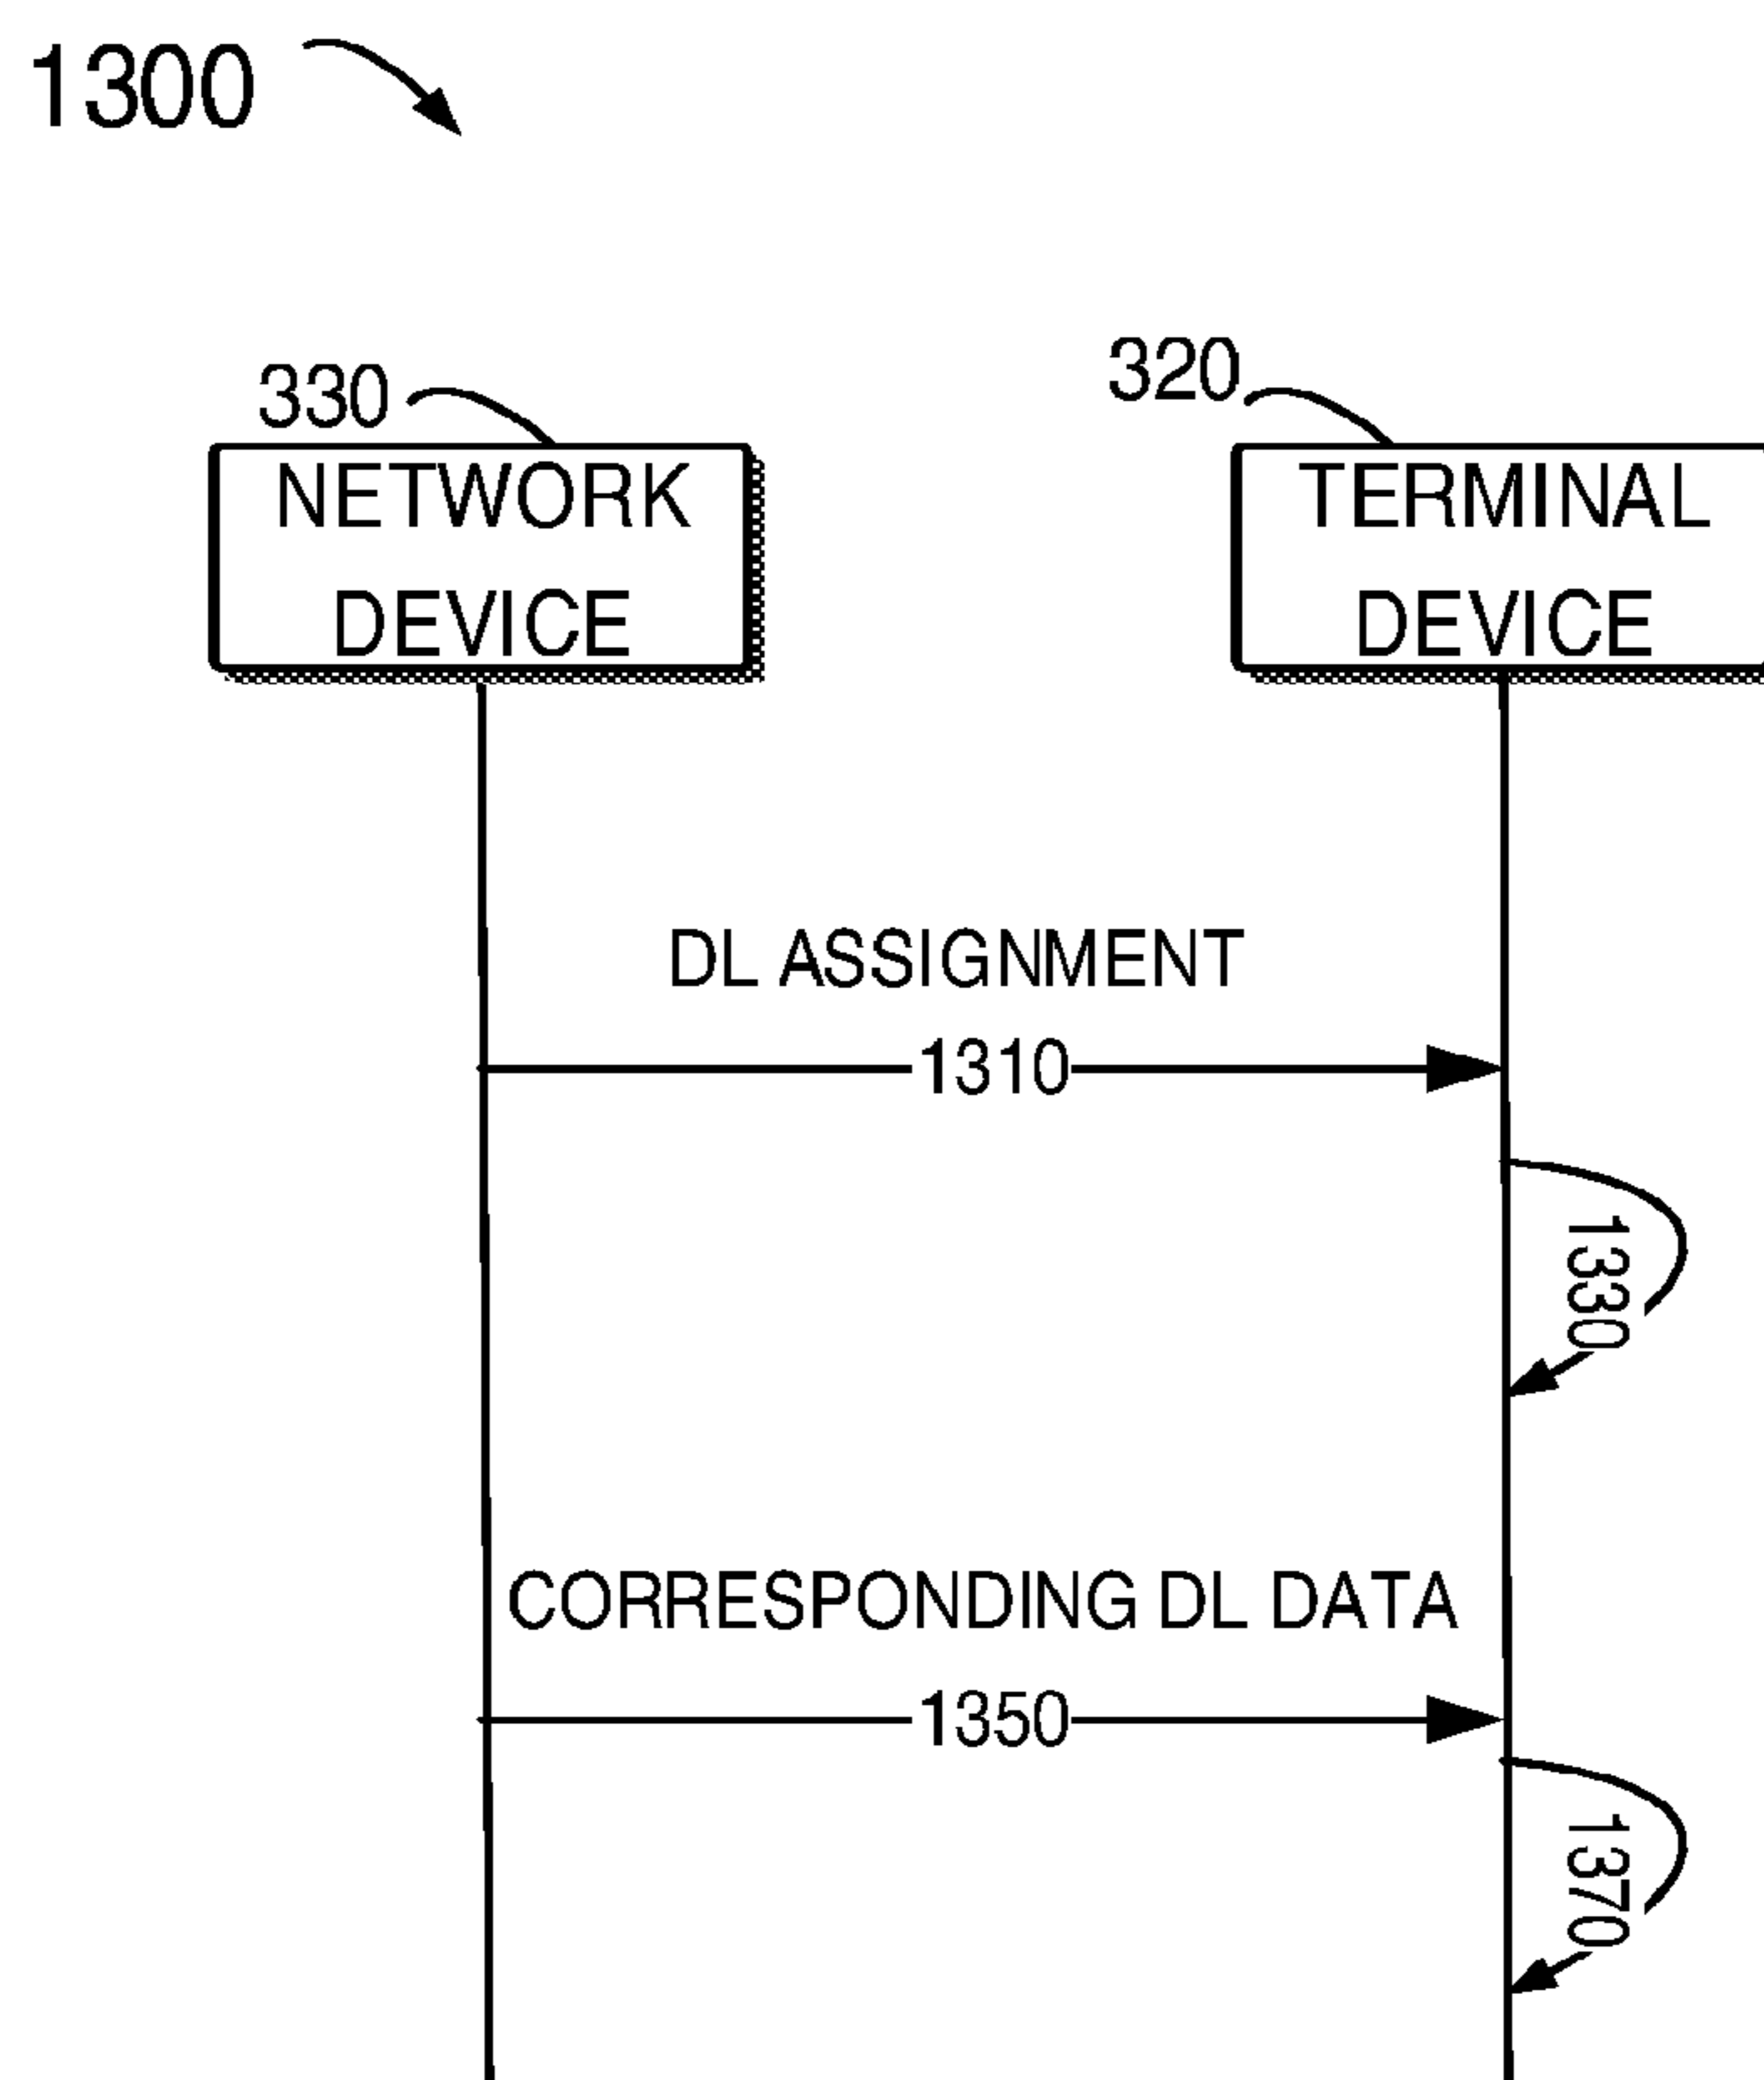 1300
330
320
NETWORK
DEVICE
TERMINAL
DEVICE
DL ASSIGNMENT
1310
1330
CORRESPONDING DL DATA
1350
1370